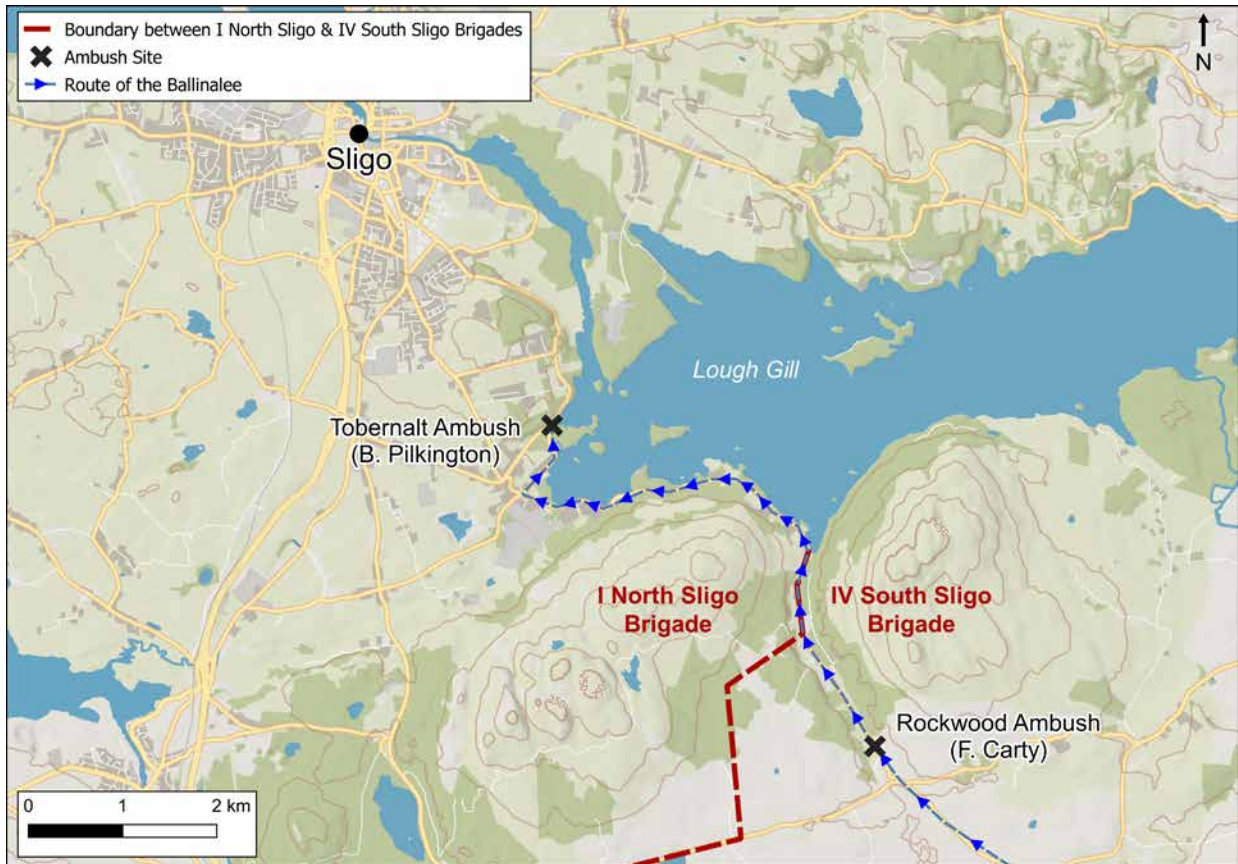 Boundary between I North Sligo & IV South Sligo Brigades
Ambush Site
Route of the Ballinalee
N
Sligo
Lough Gill
Tobernalt Ambush
(B. Pilkington)
I North Sligo
Brigade
IV South Sligo
Brigade
Rockwood Ambush
(F. Carty)
0 1 2 km